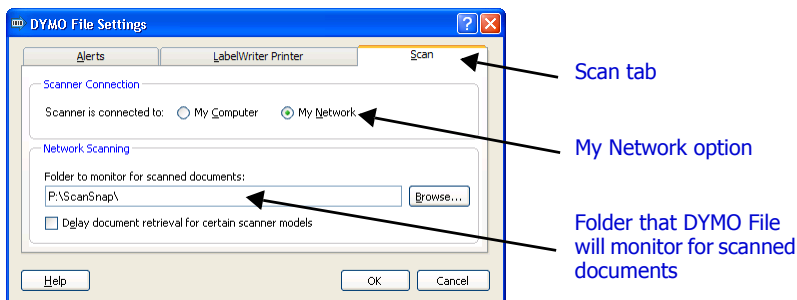 DYMO File Settings
Alerts LabelWriter Printer Scan
Scan tab
Scanner Connection
Scanner is connected to: My Computer My Network
My Network option
Network Scanning
Folder to monitor for scanned documents:
P:\ScanSnap\ Browse...
Delay document retrieval for certain scanner models
Folder that DYMO File
will monitor for scanned
documents
Help OK Cancel